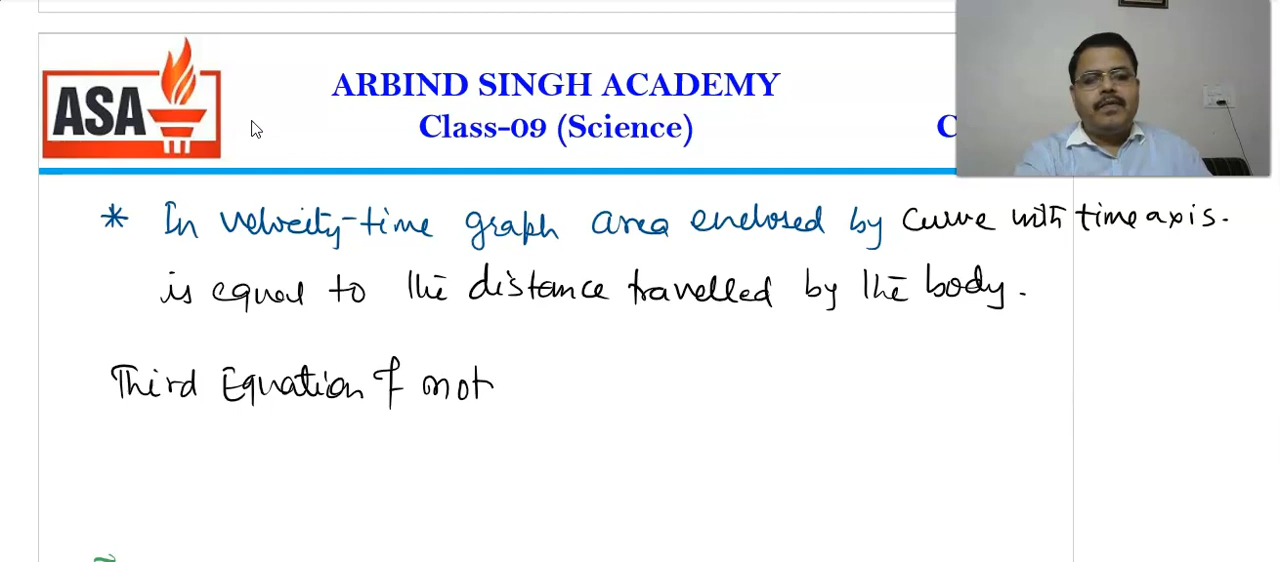 ASA
ARBIND SINGH ACADEMY
Class-09 (Science)
C
* In velocity-time graph area enclosed by curve with time axis.
is equal to the distance travelled by the body.
Third Equation of mot